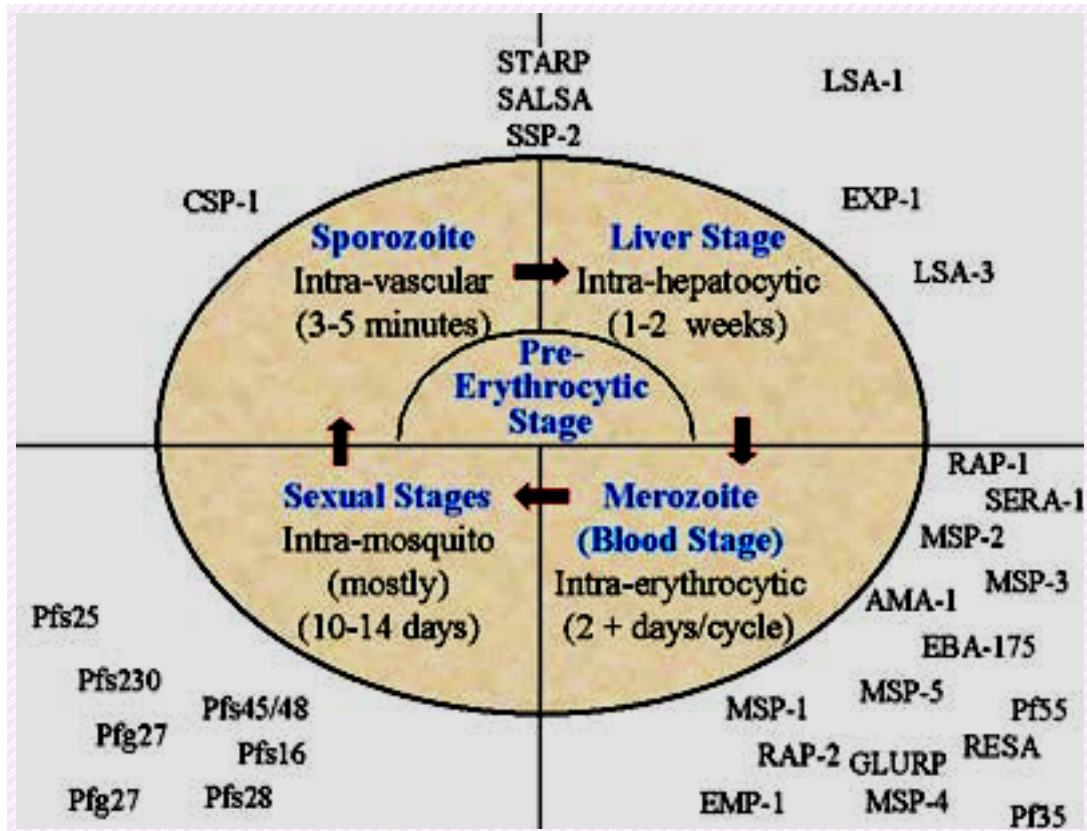 STARP
SALSA
SSP-2
LSA-1
CSP-1
EXP-1
LSA-3
Sporozoite
Intra-vascular
(3-5 minutes)
Liver Stage
Intra-hepatocytic
(1-2 weeks)
Pre-
Erythrocytic
Stage
Sexual Stages
Intra-mosquito
(mostly)
(10-14 days)
Merozoite
(Blood Stage)
Intra-erythrocytic
(2 + days/cycle)
RAP-1
SERA-1
MSP-2
MSP-3
AMA-1
EBA-175
MSP-5
MSP-1
Pf55
RAP-2
GLURP
RESA
EMP-1
MSP-4
Pf35
Pfs25
Pfs230
Pfs45/48
Pfg27
Pfs16
Pfg27
Pfs28